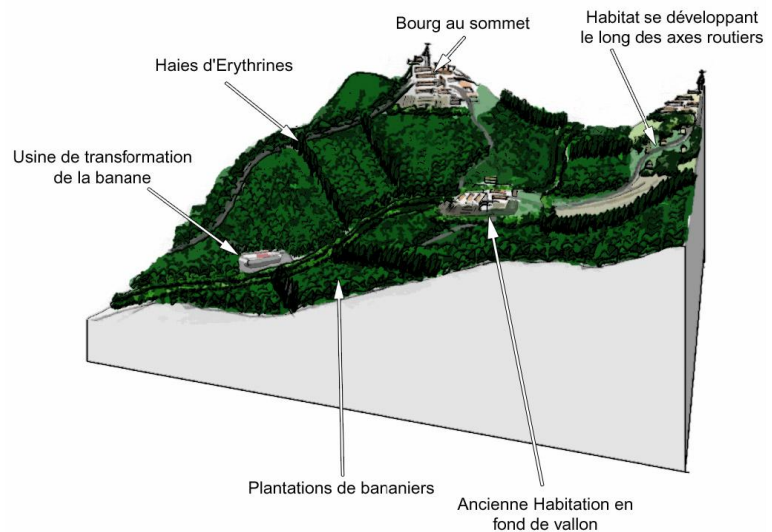 Bourg au sommet
Habitat se développant
le long des axes routiers
Haies d'Erythrines
Usine de transformation
de la banane
Plantations de bananiers
Ancienne Habitation en
fond de vallon